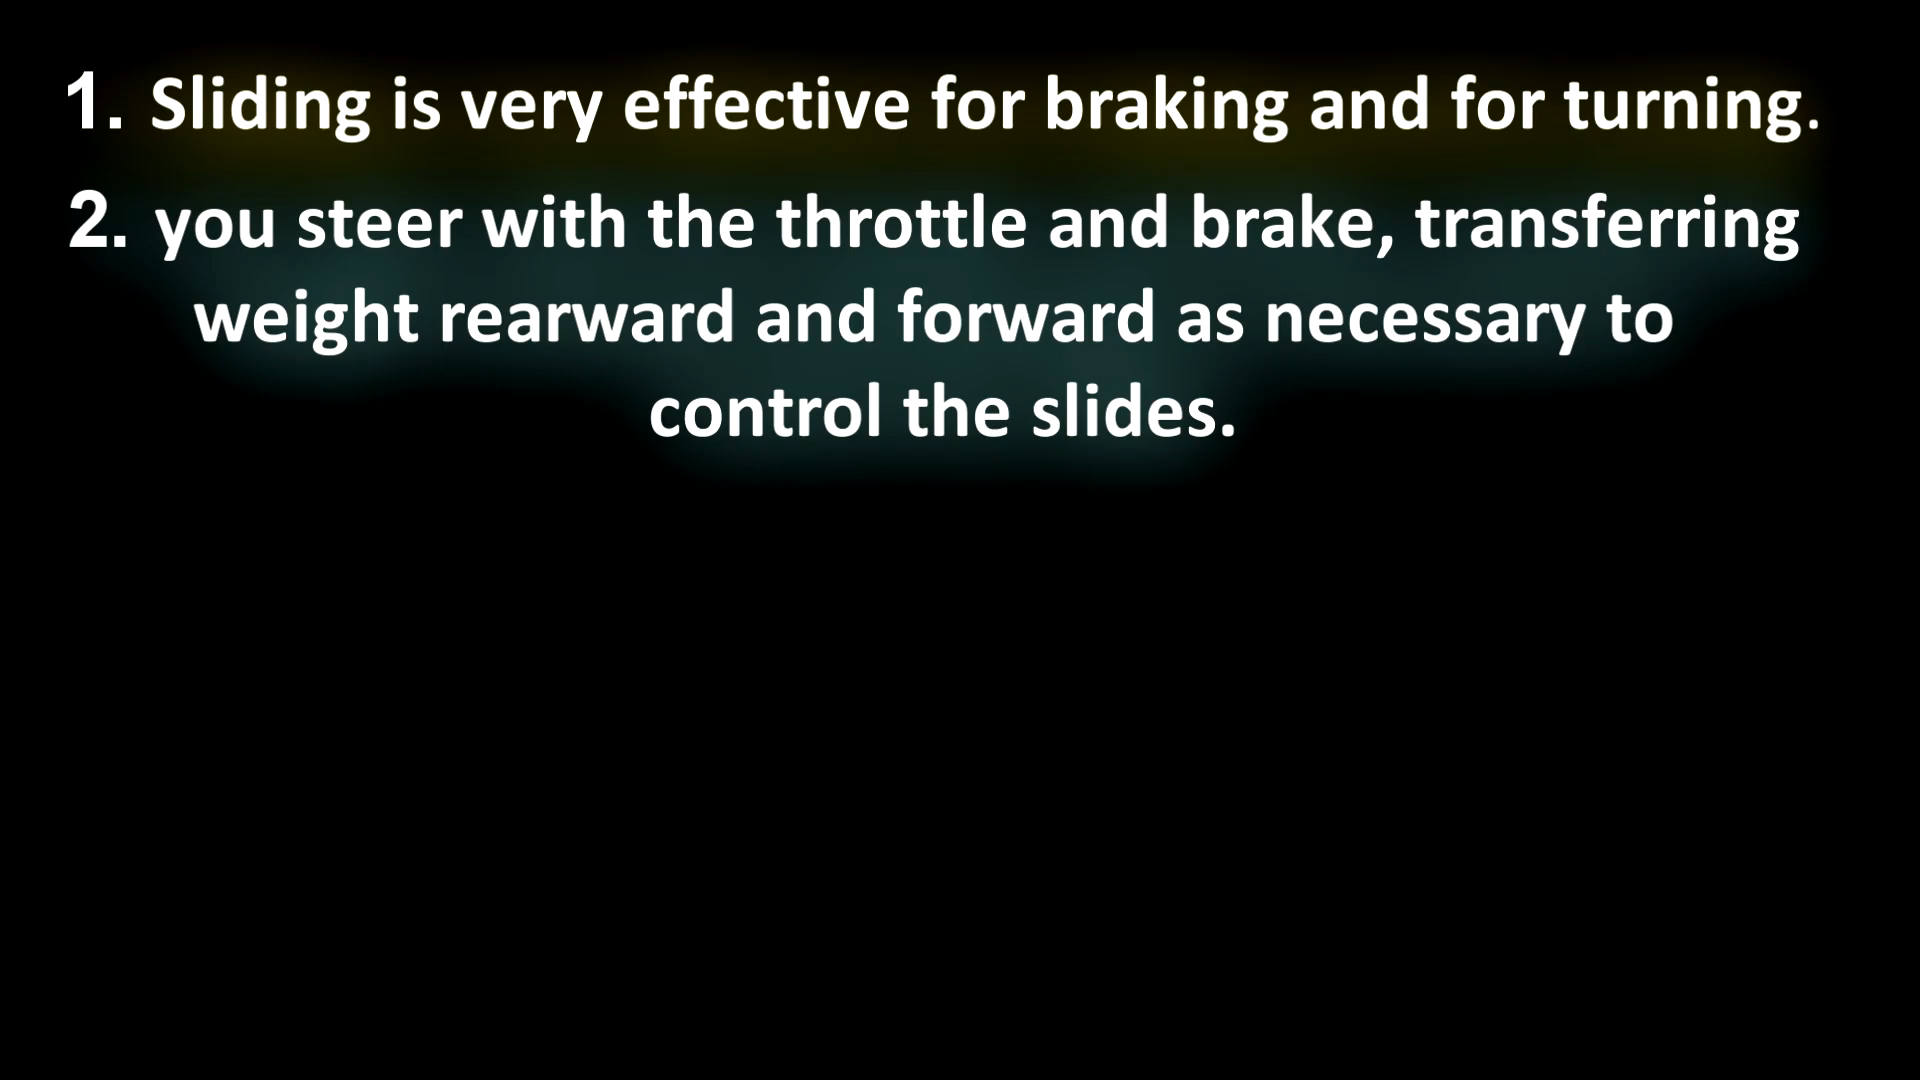 1. Sliding is very effective for braking and for turning.
2. you steer with the throttle and brake, transferring
weight rearward and forward as necessary to
control the slides.